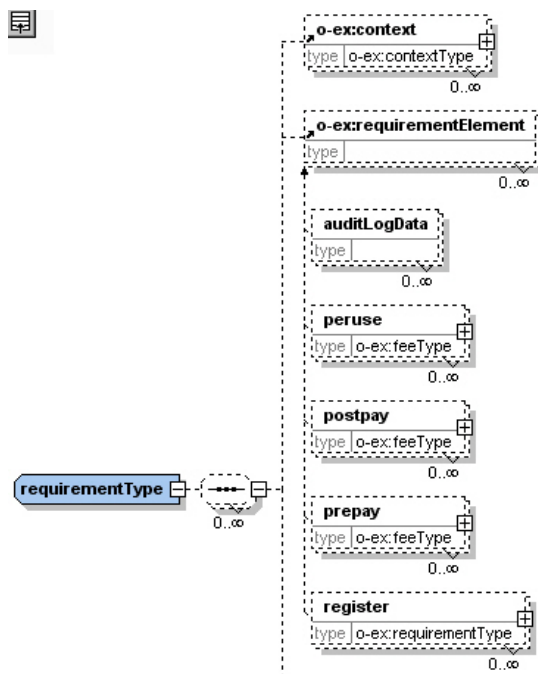 o-ex:context
type o-ex:contextType
0..∞
o-ex:requirementElement
type
0..∞
auditLogData
type
0..∞
peruse
type o-ex:feeType
0..∞
postpay
type o-ex:feeType
0..∞
requirementType
0..∞
prepay
type o-ex:feeType
0..∞
register
type o-ex:requirementType
0..∞